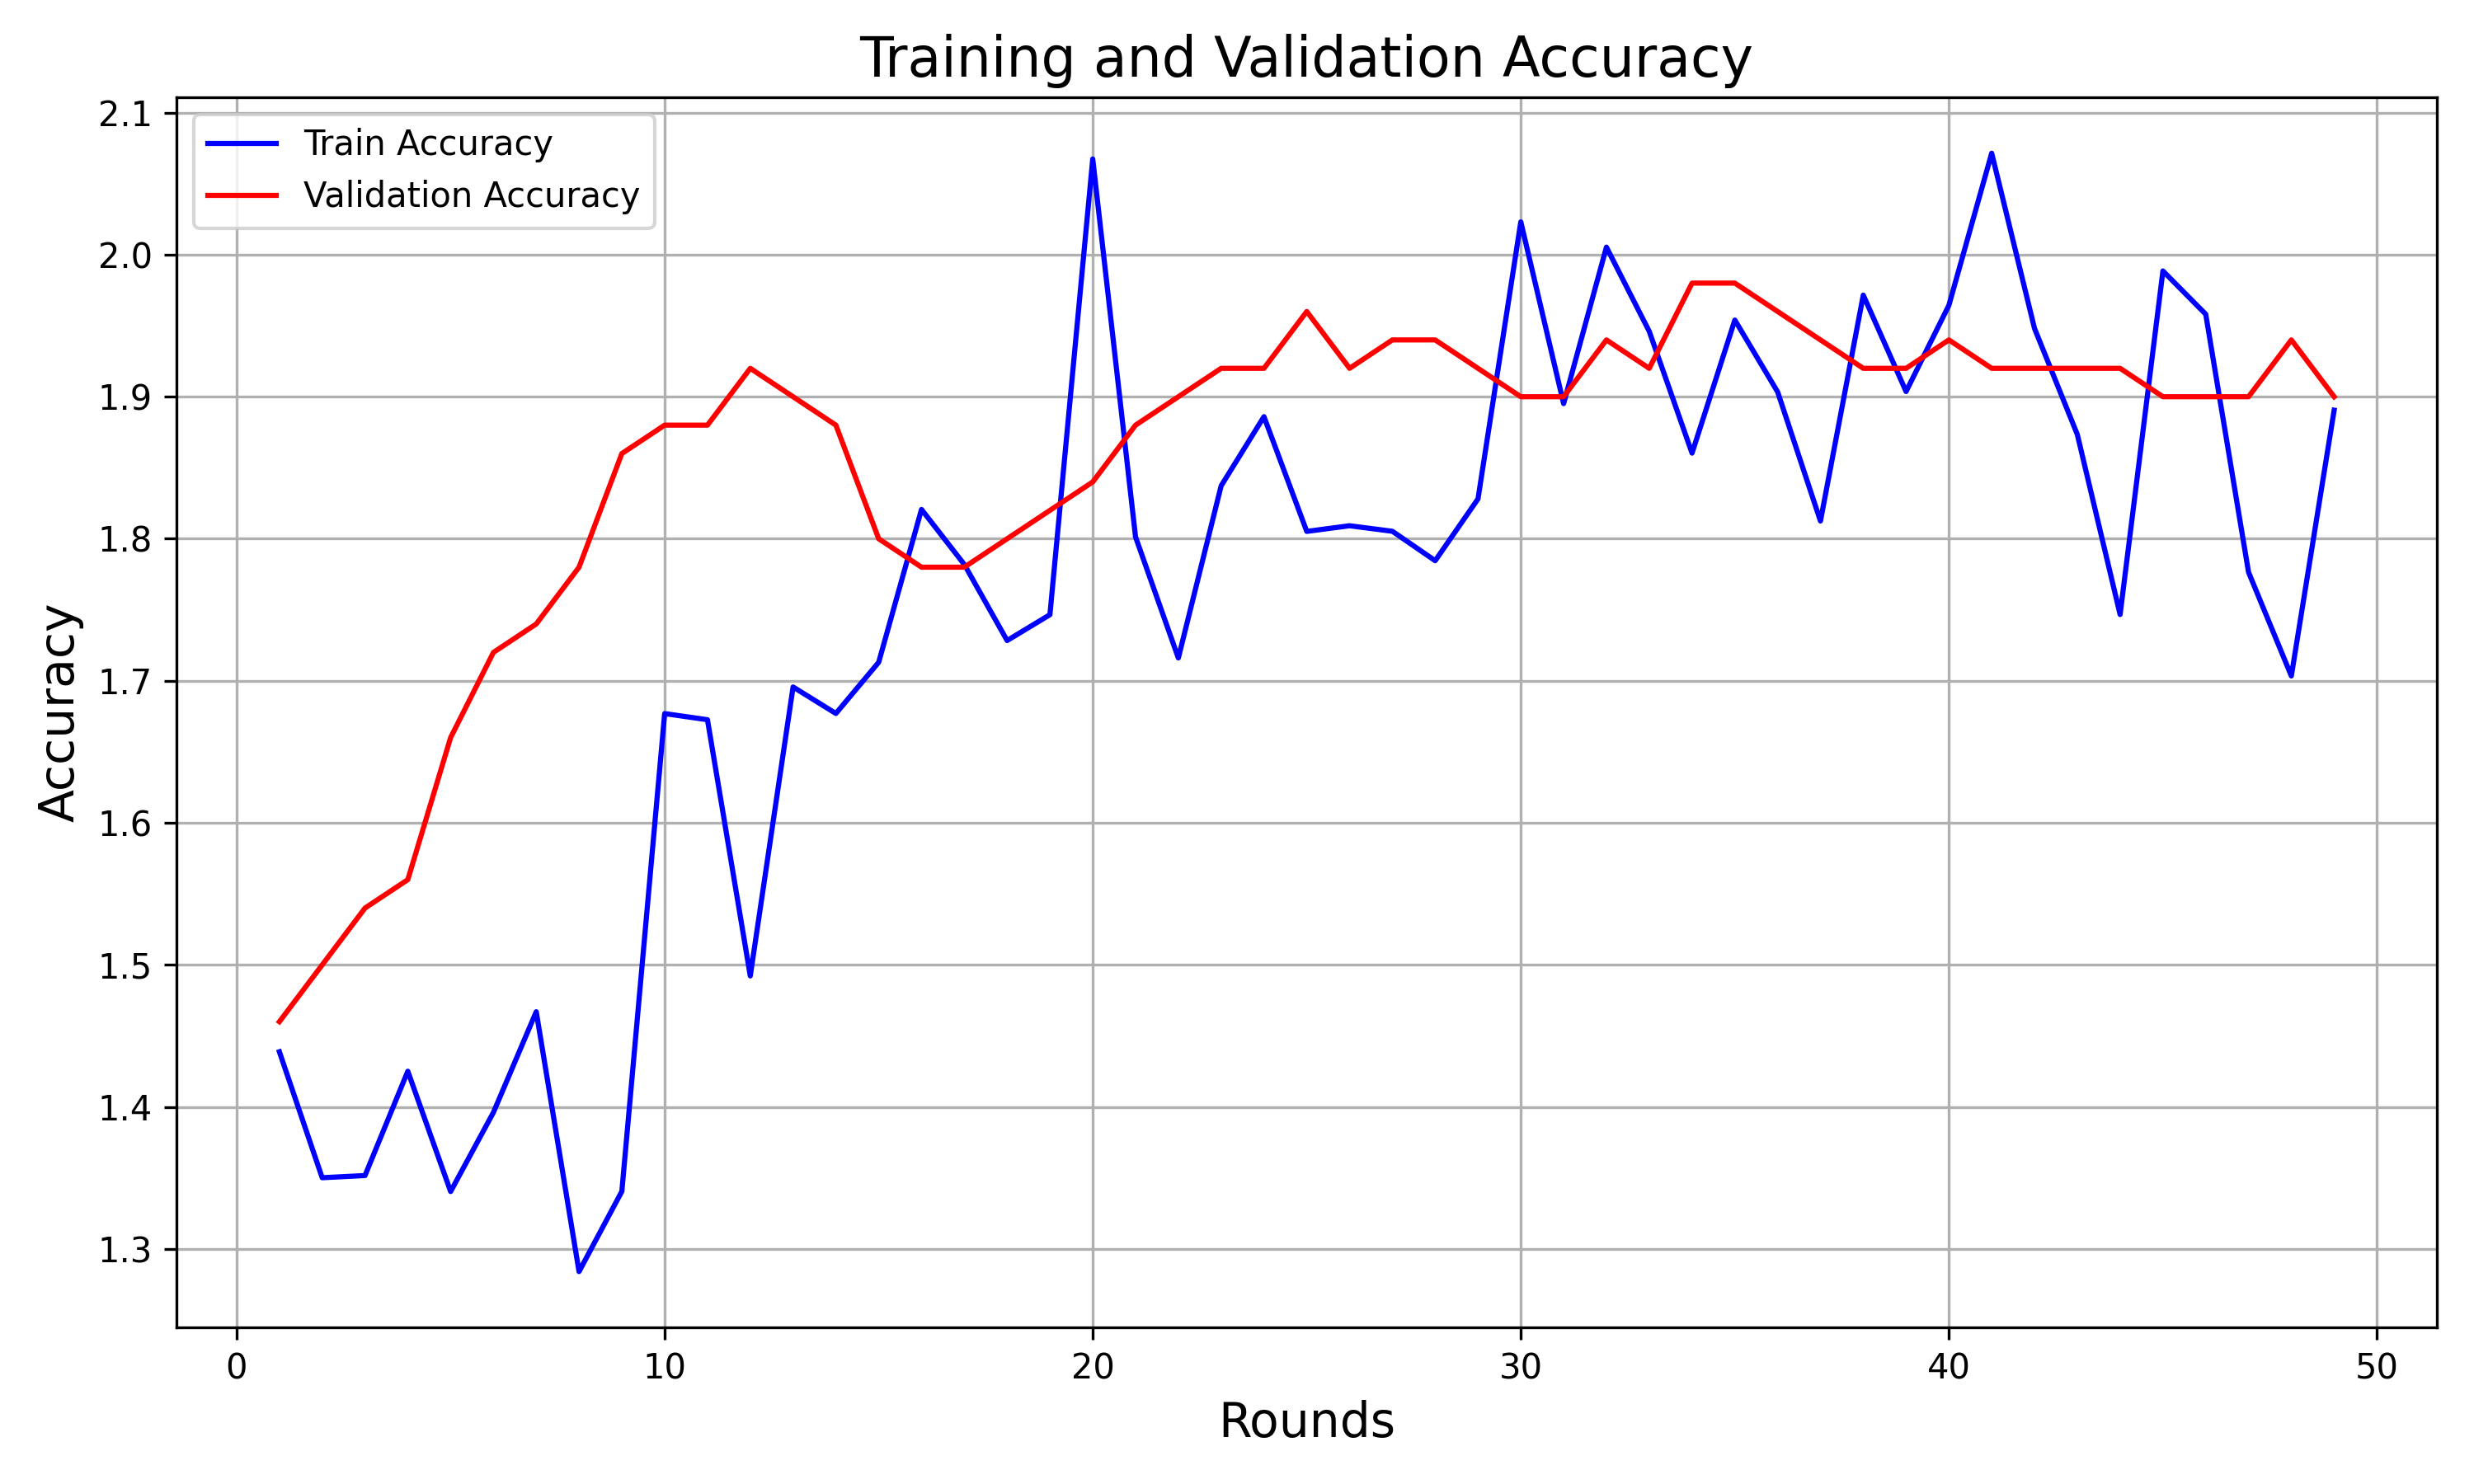 Training and Validation Accuracy
Train Accuracy
Validation Accuracy
2.1
2.0
1.9
1.8
1.7
1.6
1.5
1.4
1.3
Accuracy
0 10 20 30 40 50
Rounds